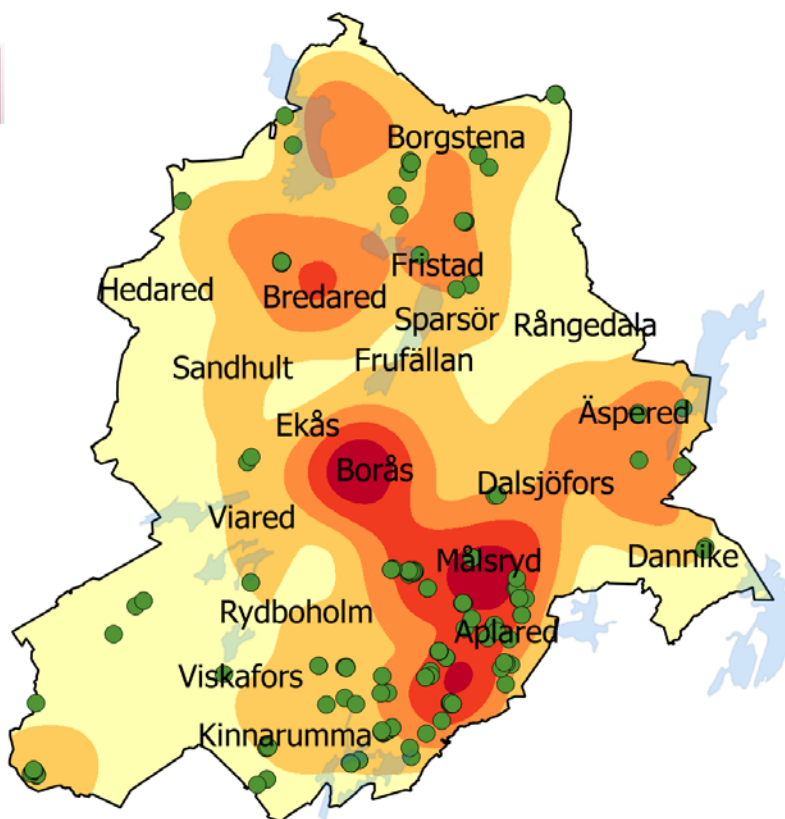 Borgstena
Fristad
Hedared
Bredared
Sparsör
Rångedala
Frufällan
Sandhult
Äspered
Ekås
Borås
Dalsjöfors
Viared
Målsryd
Dannike
Rydboholm
Aplared
Viskafors
Kinnarumma